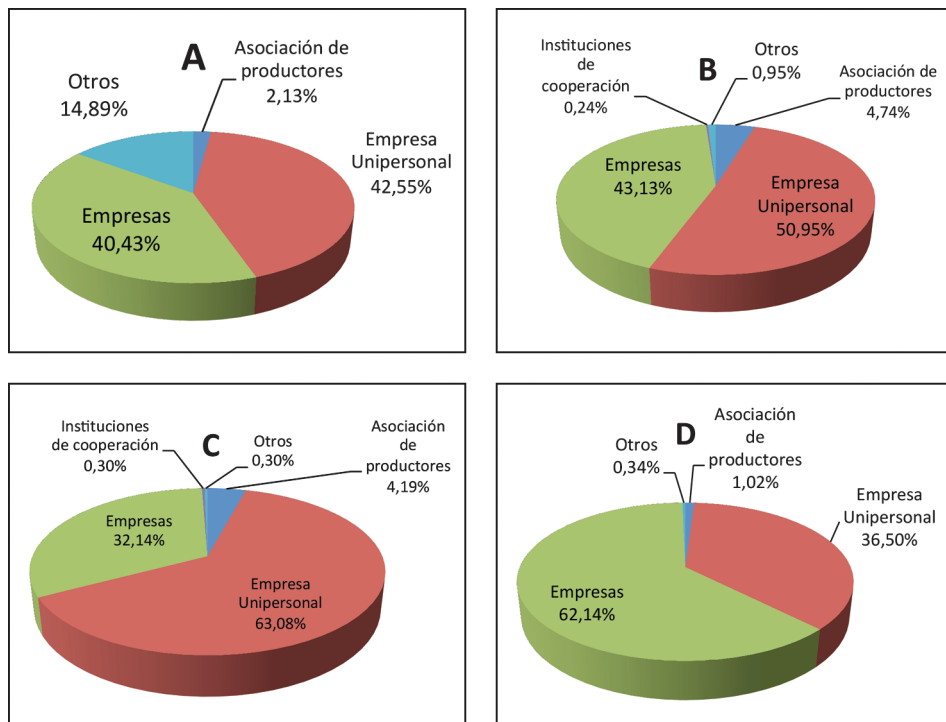 A
Asociación de
productores
2,13%
Otros
14,89%
Empresa
Unipersonal
42,55%
Empresas
40,43%
B
Instituciones
de
cooperación
0,24%
Otros
0,95%
Asociación de
productores
4,74%
Empresas
43,13%
Empresa
Unipersonal
50,95%
C
Instituciones
de cooperación
0,30%
Otros
0,30%
Asociación de
productores
4,19%
Empresas
32,14%
Empresa
Unipersonal
63,08%
D
Otros
0,34%
Asociación
de
productores
1,02%
Empresa
Unipersonal
36,50%
Empresas
62,14%